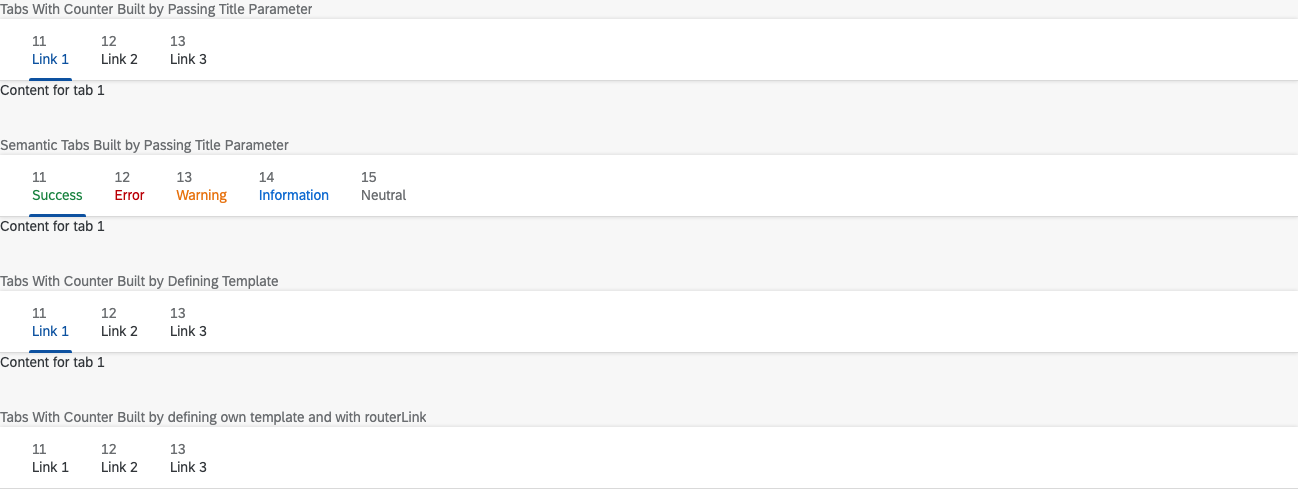 Tabs With Counter Built by Passing Title Parameter
11 12 13
Link 1 Link 2 Link 3
Content for tab 1
Semantic Tabs Built by Passing Title Parameter
11 12 13 14 15
Success Error Warning Information Neutral
Content for tab 1
Tabs With Counter Built by Defining Template
11 12 13
Link 1 Link 2 Link 3
Content for tab 1
Tabs With Counter Built by defining own template and with routerLink
11 12 13
Link 1 Link 2 Link 3